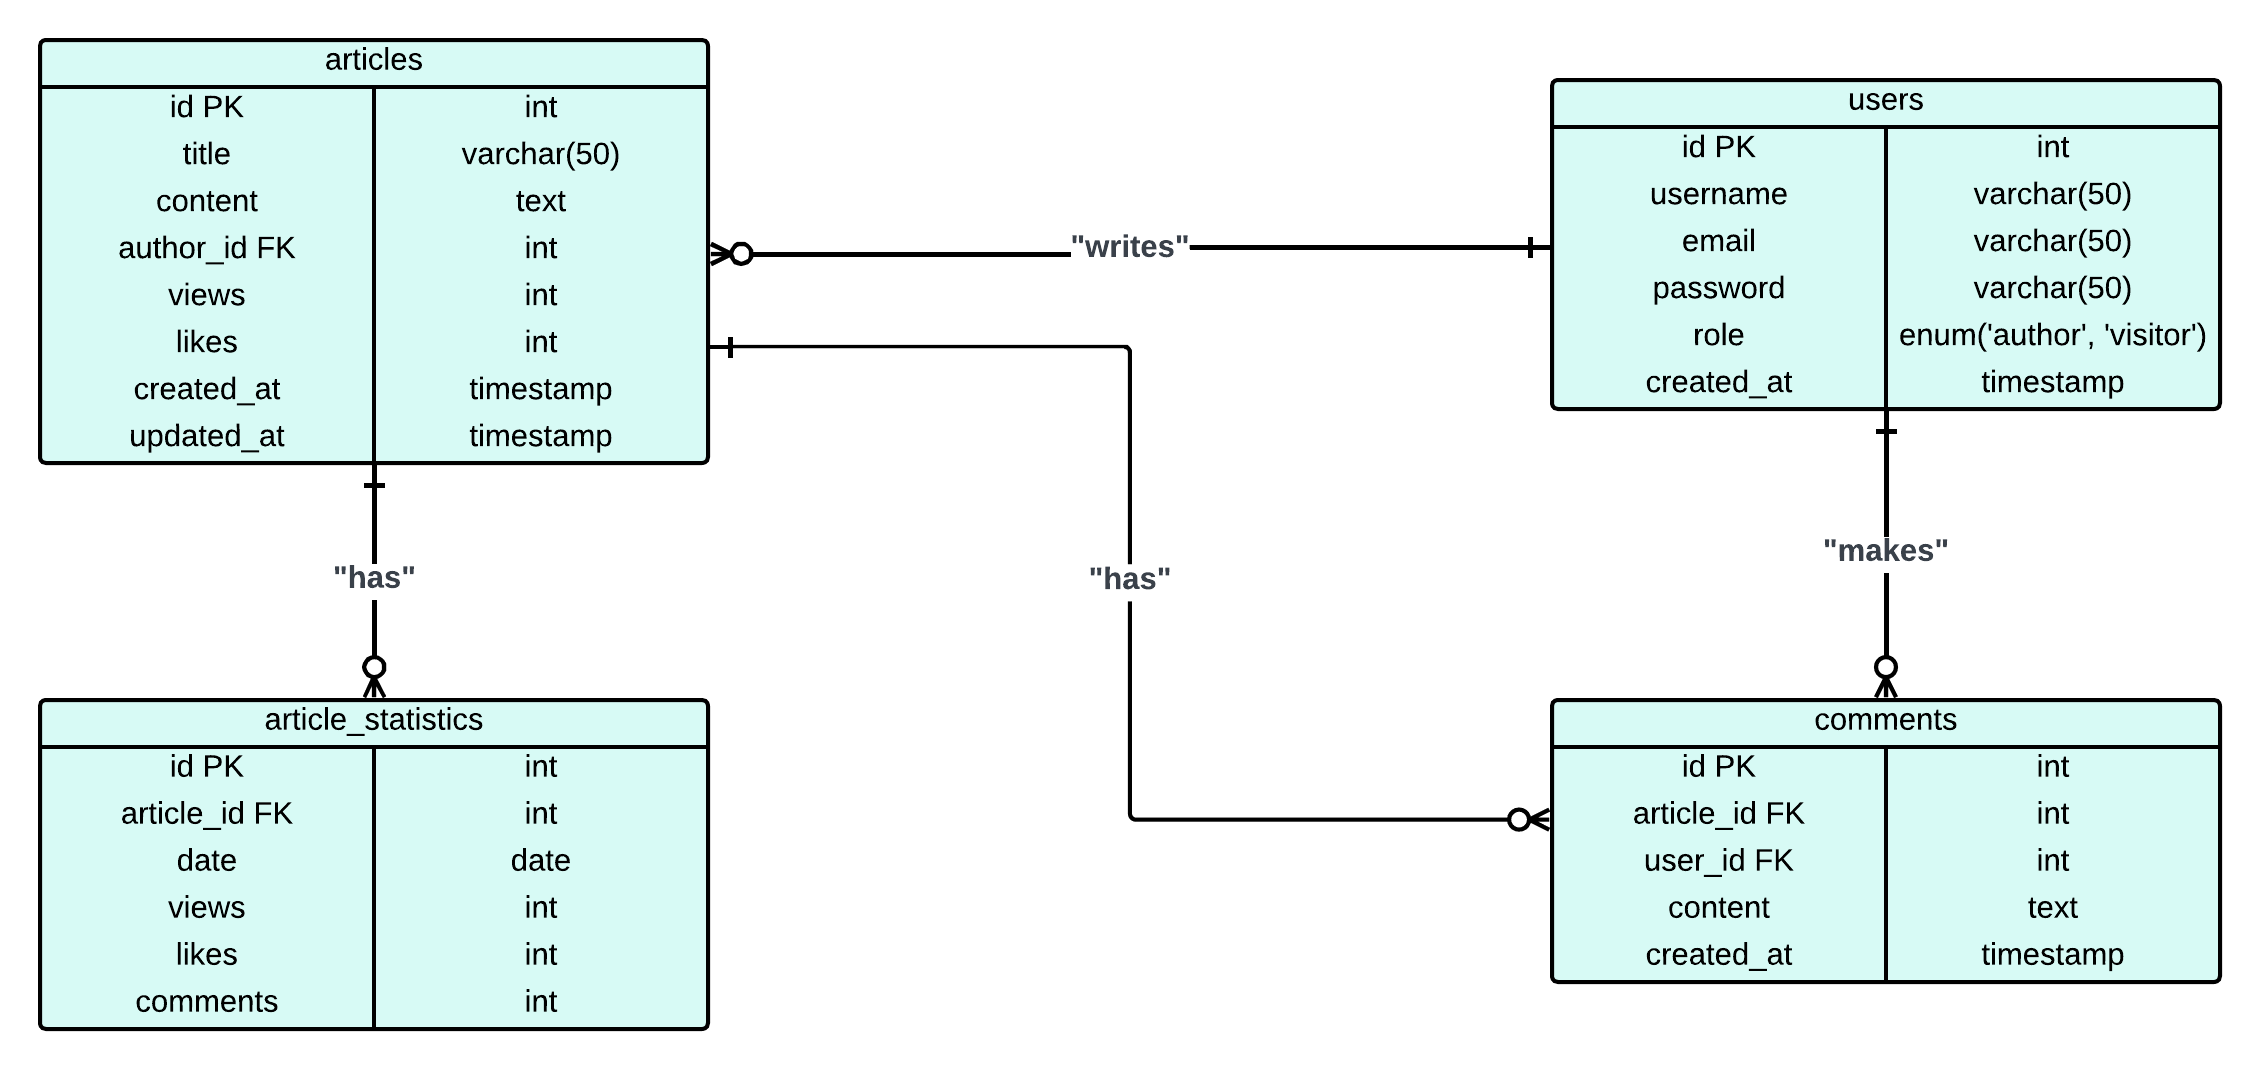 articles
id PK int
title varchar(50)
content text
author_id FK int
views int
likes int
created_at timestamp
updated_at timestamp
"writes"
users
id PK int
username varchar(50)
email varchar(50)
password varchar(50)
role enum('author', 'visitor')
created_at timestamp
"has"
"has"
"makes"
article_statistics
id PK int
article_id FK int
date date
views int
likes int
comments int
comments
id PK int
article_id FK int
user_id FK int
content text
created_at timestamp